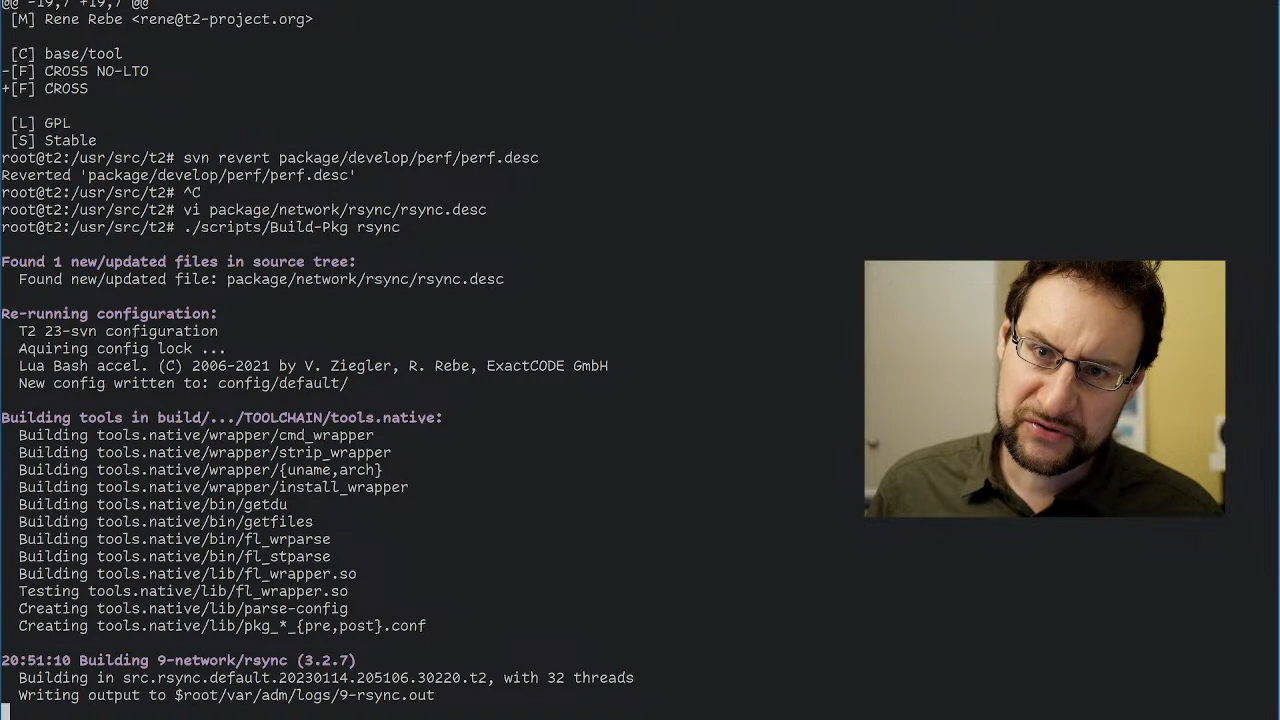 @@ -19,7 +19,7 @@
[M] Rene Rebe <rene@t2-project.org>
[C] base/tool
-[F] CROSS NO-LTO
+[F] CROSS
[L] GPL
[S] Stable
root@t2:/usr/src/t2# svn revert package/develop/perf/perf.desc
Reverted 'package/develop/perf/perf.desc'
root@t2:/usr/src/t2# ^C
root@t2:/usr/src/t2# vi package/network/rsync/rsync.desc
root@t2:/usr/src/t2# ./scripts/Build-Pkg rsync
Found 1 new/updated files in source tree:
Found new/updated file: package/network/rsync/rsync.desc
Re-running configuration:
T2 23-svn configuration
Aquiring config lock ...
Lua Bash accel. (C) 2006-2021 by V. Ziegler, R. Rebe, ExactCODE GmbH
New config written to: config/default/
Building tools in build/.../TOOLCHAIN/tools.native:
Building tools.native/wrapper/cmd_wrapper
Building tools.native/wrapper/strip_wrapper
Building tools.native/wrapper/{uname,arch}
Building tools.native/wrapper/install_wrapper
Building tools.native/bin/getdu
Building tools.native/bin/getfiles
Building tools.native/bin/fl_wrparse
Building tools.native/bin/fl_stparse
Building tools.native/lib/fl_wrapper.so
Testing tools.native/lib/fl_wrapper.so
Creating tools.native/lib/parse-config
Creating tools.native/lib/pkg_*_{pre,post}.conf
20:51:10 Building 9-network/rsync (3.2.7)
Building in src.rsync.default.20230114.205106.30220.t2, with 32 threads
Writing output to $root/var/adm/logs/9-rsync.out